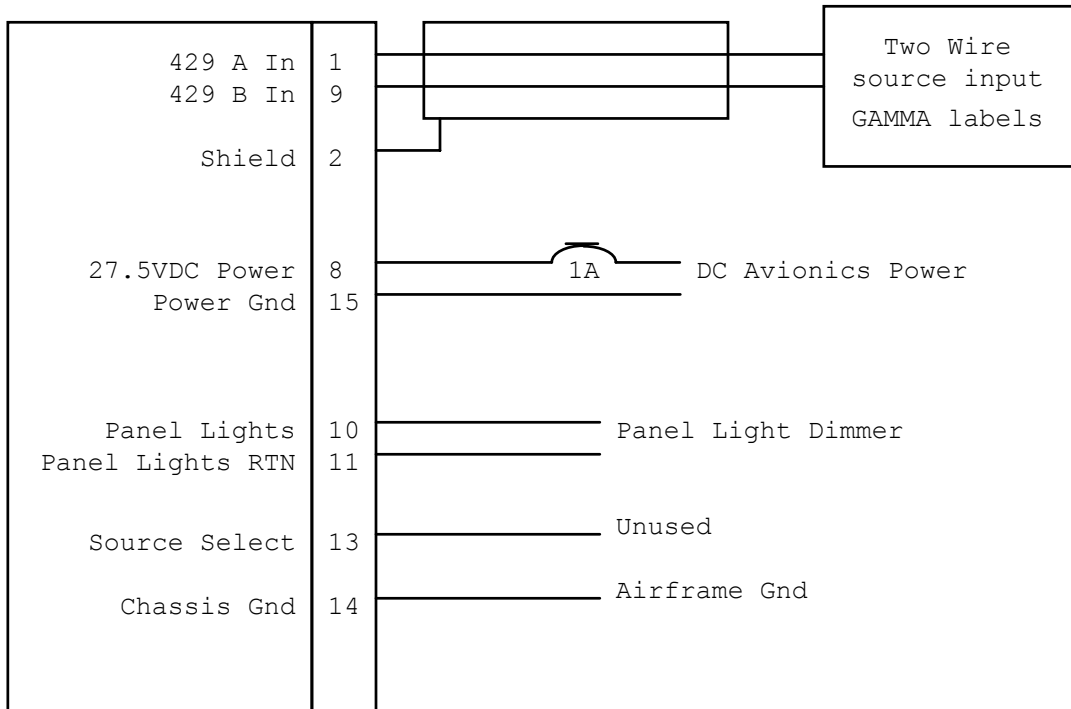 429 A In 1
429 B In 9
Two Wire
source input
GAMMA labels
Shield 2
27.5VDC Power 8 1A DC Avionics Power
Power Gnd 15
Panel Lights 10 Panel Light Dimmer
Panel Lights RTN 11
Source Select 13 Unused
Chassis Gnd 14 Airframe Gnd